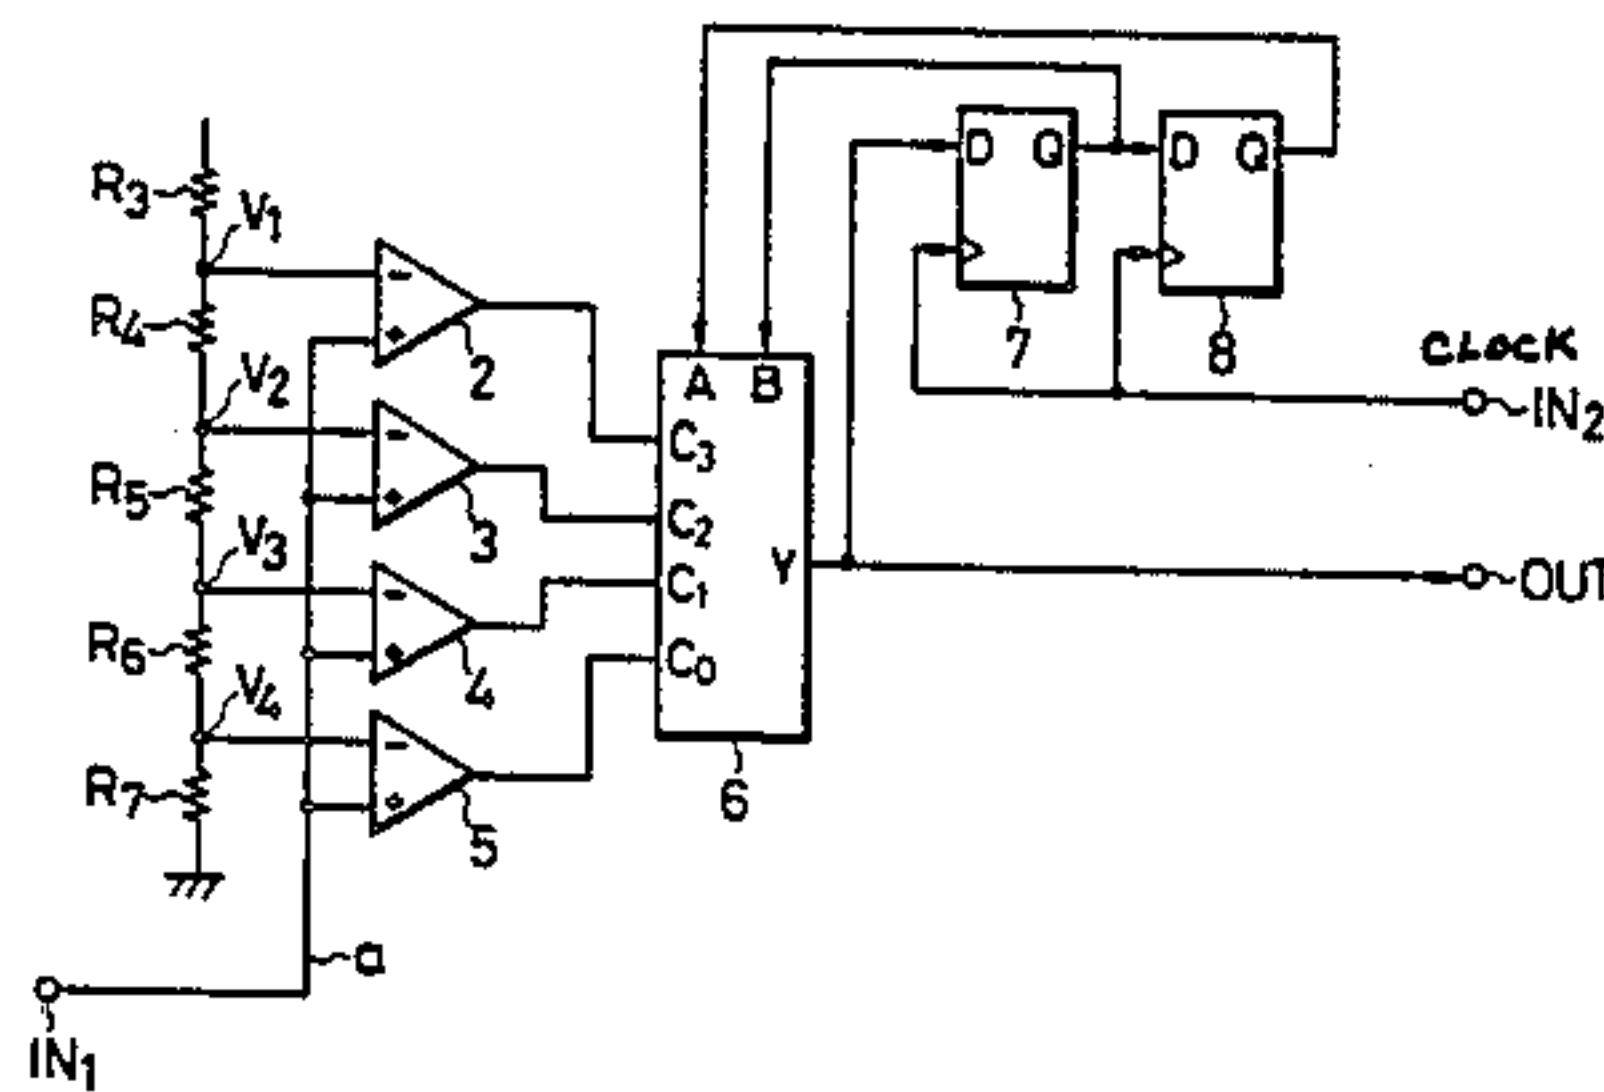 R3
V1
R4
V2
R5
V3
R6
V4
R7
a
IN1
-
+
2
-
+
3
-
+
4
-
+
5
A B
C3
C2
C1
C0
Y
6
D Q
7
D Q
8
CLOCK
IN2
OUT